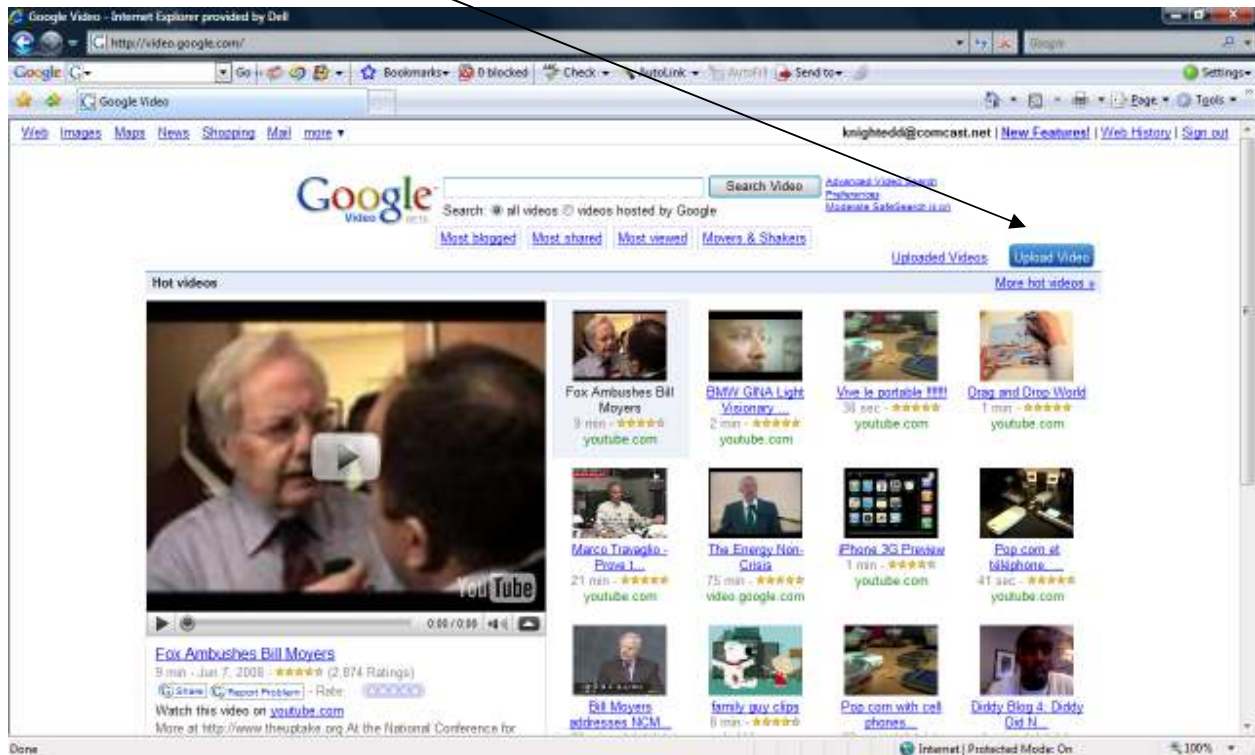 Google Video - Internet Explorer provided by Dell
http://video.google.com/
Google
Google G Go Bookmarks 0 blocked Check AutoLink AutoFill Send to Settings
Google Video
Page Tools
Web Images Maps News Shopping Mail more
knightedd@comcast.net | New Features! | Web History | Sign out
Google
Video BETA
Search Video
Advanced Video Search
Preferences
Moderate SafeSearch is on
Search: all videos videos hosted by Google
Most blogged Most shared Most viewed Movers & Shakers
Uploaded Videos Upload Video
Hot videos
More hot videos »
YouTube
0:00 / 0:00
Fox Ambushes Bill Moyers
9 min - Jun 7, 2008 - (2,874 Ratings)
Share Report Problem - Rate:
Watch this video on youtube.com
More at http://www.theuptake.org At the National Conference for
Fox Ambushes Bill
Moyers
9 min -
youtube.com
BMW GINA Light
Visionary ...
2 min -
youtube.com
Vive le portable !!!!!!
38 sec -
youtube.com
Drag and Drop World
1 min -
youtube.com
Marco Travaglio -
Prova t...
21 min -
youtube.com
The Energy Non-
Crisis
75 min -
video.google.com
iPhone 3G Preview
1 min -
youtube.com
Pop corn et
téléphone ...
41 sec -
youtube.com
Bill Moyers
addresses NCM...
family guy clips
8 min -
Pop corn with cell
phones...
Diddy Blog 4: Diddy
Did N...
Done
Internet | Protected Mode: On
100%